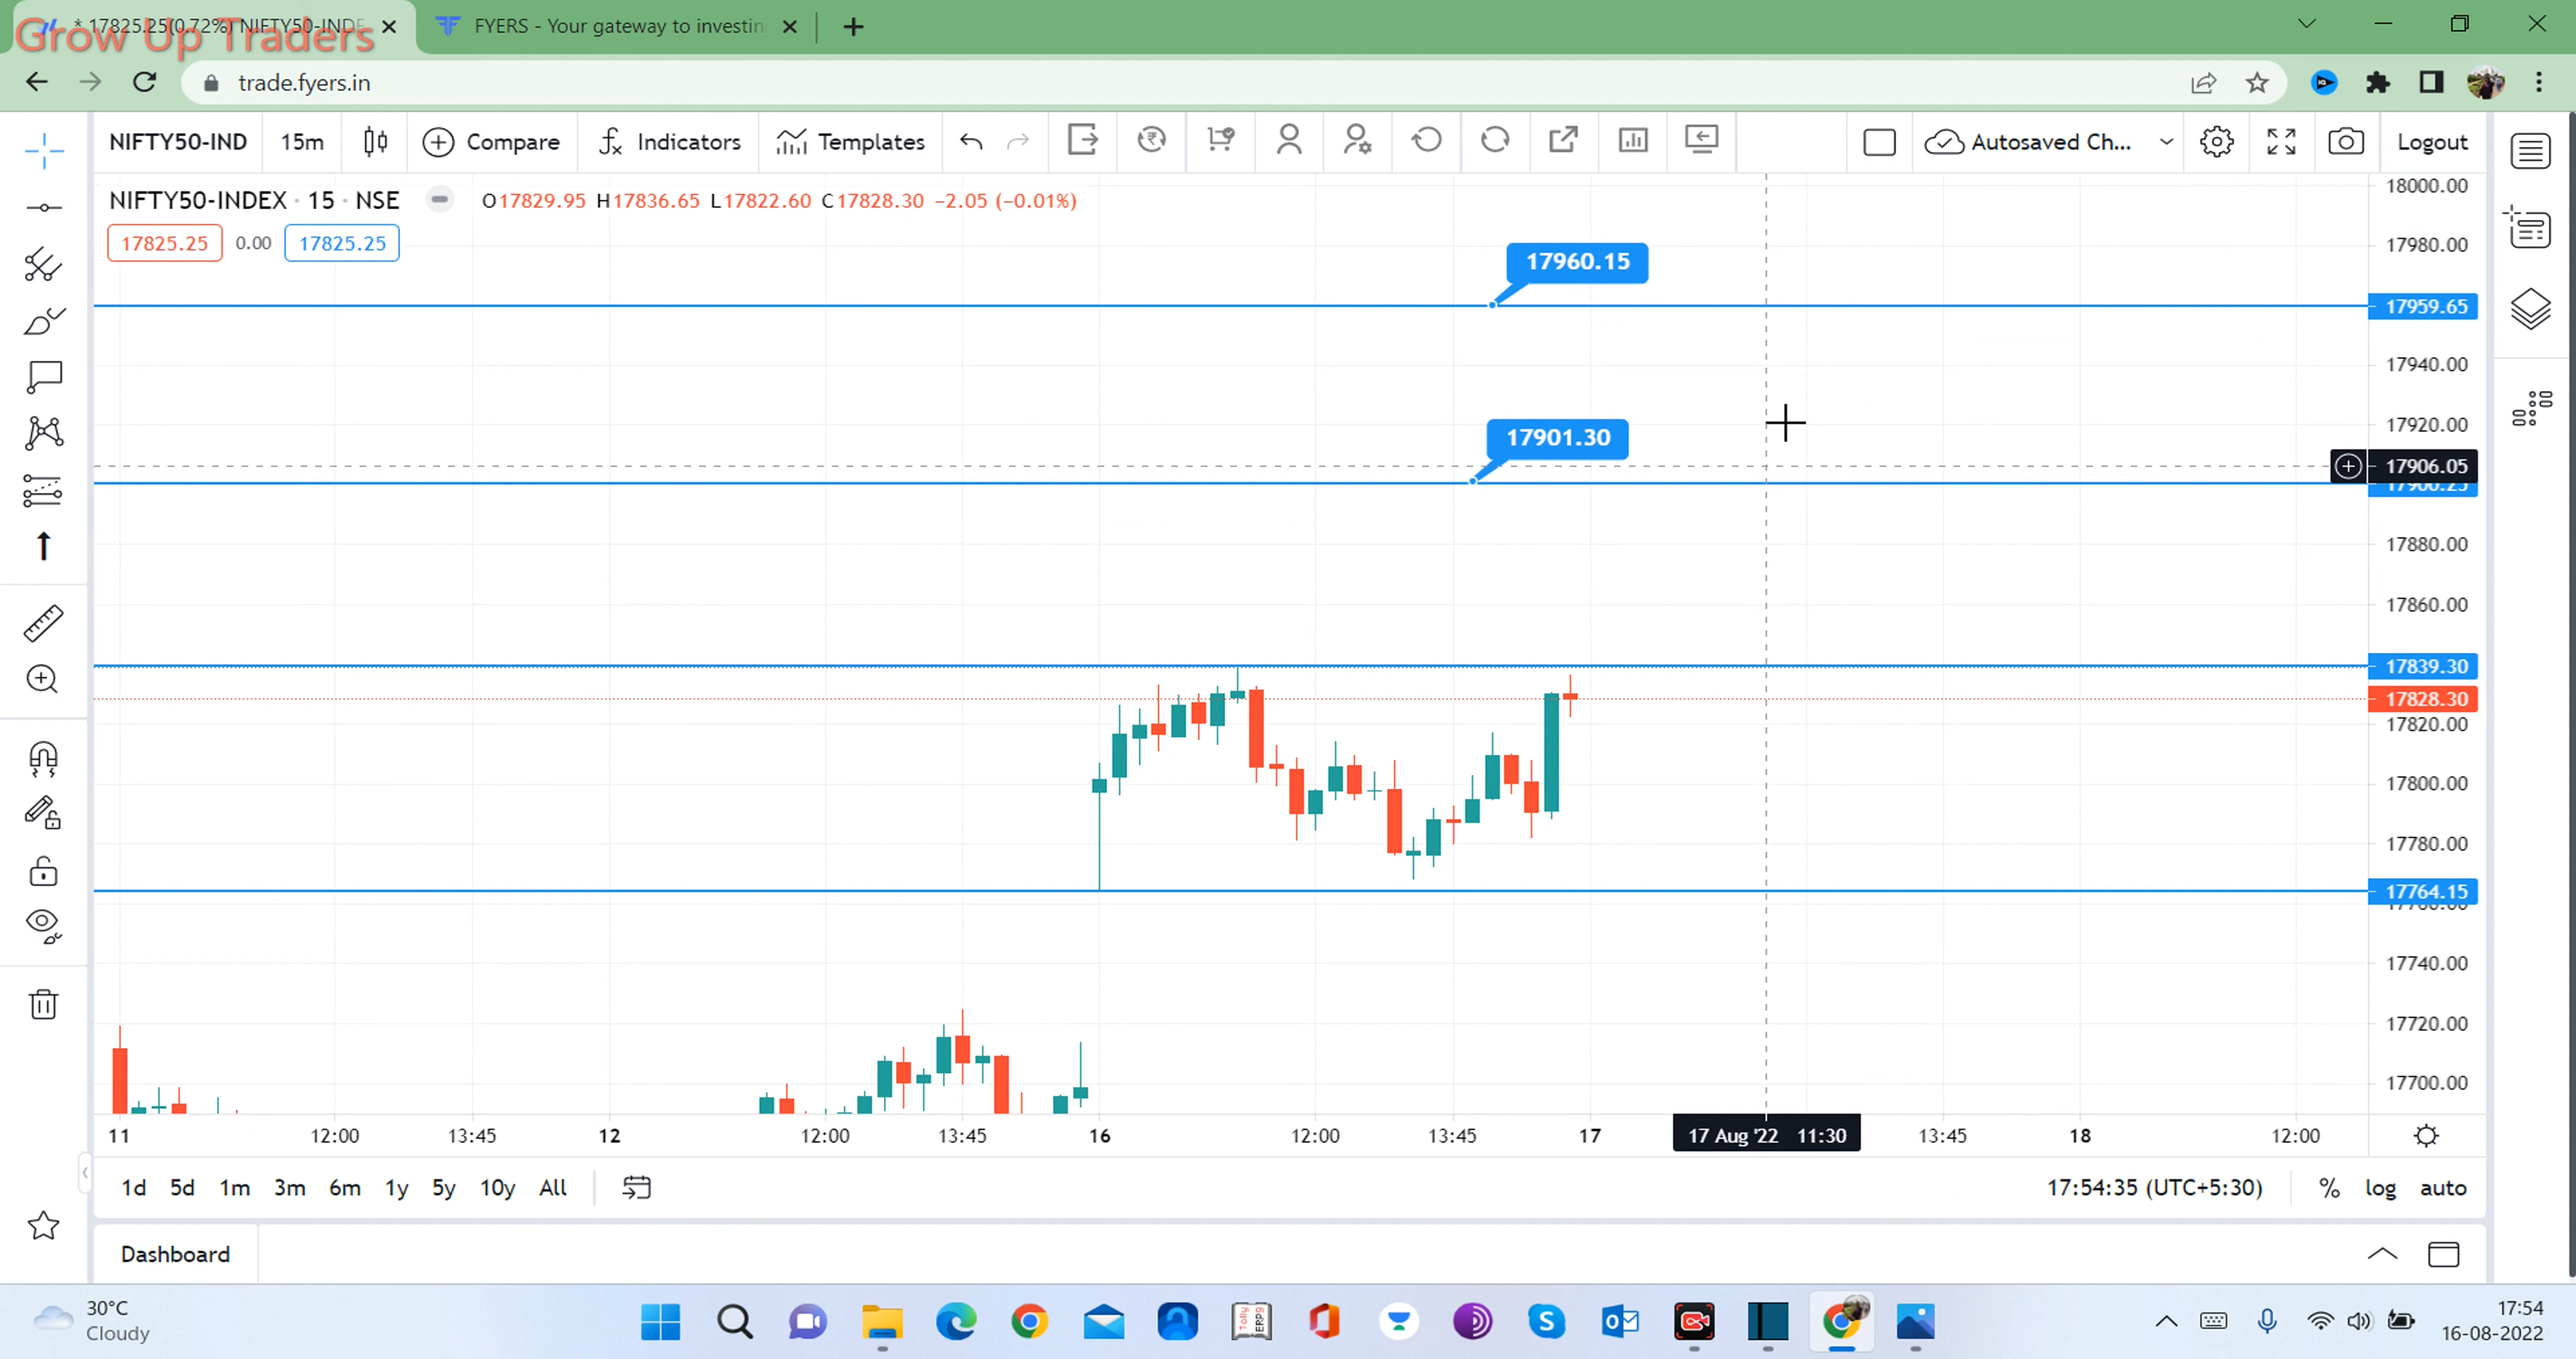 * 17825.25(0.72%) NIFTY50-INDE
FYERS - Your gateway to investin
Grow Up Traders
trade.fyers.in
NIFTY50-IND 15m Compare Indicators Templates Autosaved Ch... Logout
NIFTY50-INDEX · 15 · NSE O17829.95 H17836.65 L17822.60 C17828.30 −2.05 (−0.01%)
17825.25 0.00 17825.25
17960.15
17901.30
18000.00
17980.00
17959.65
17940.00
17920.00
17906.05
17900.25
17880.00
17860.00
17839.30
17828.30
17820.00
17800.00
17780.00
17764.15
17760.00
17740.00
17720.00
17700.00
11 12:00 13:45 12 12:00 13:45 16 12:00 13:45 17 17 Aug '22 11:30 13:45 18 12:00
1d 5d 1m 3m 6m 1y 5y 10y All 17:54:35 (UTC+5:30) % log auto
Dashboard
30°C
Cloudy
17:54
16-08-2022